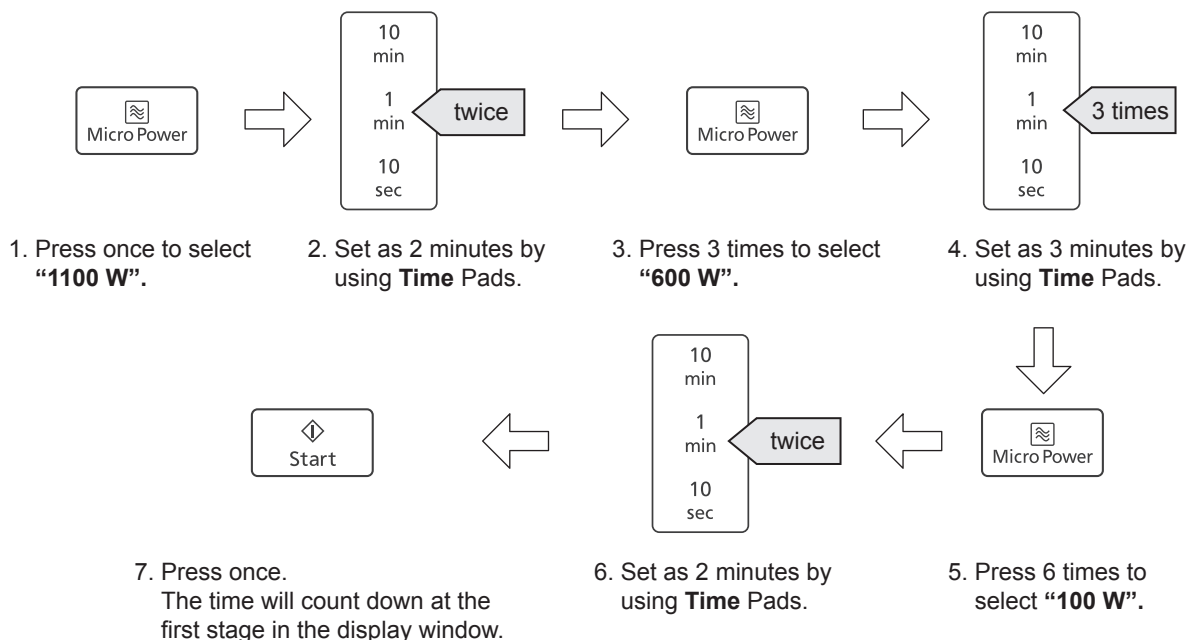 Micro Power
10
min
1
min
10
sec
twice
Micro Power
10
min
1
min
10
sec
3 times
1. Press once to select
“1100 W”.
2. Set as 2 minutes by
using Time Pads.
3. Press 3 times to select
“600 W”.
4. Set as 3 minutes by
using Time Pads.
Start
10
min
1
min
10
sec
twice
Micro Power
7. Press once.
The time will count down at the
first stage in the display window.
6. Set as 2 minutes by
using Time Pads.
5. Press 6 times to
select “100 W”.